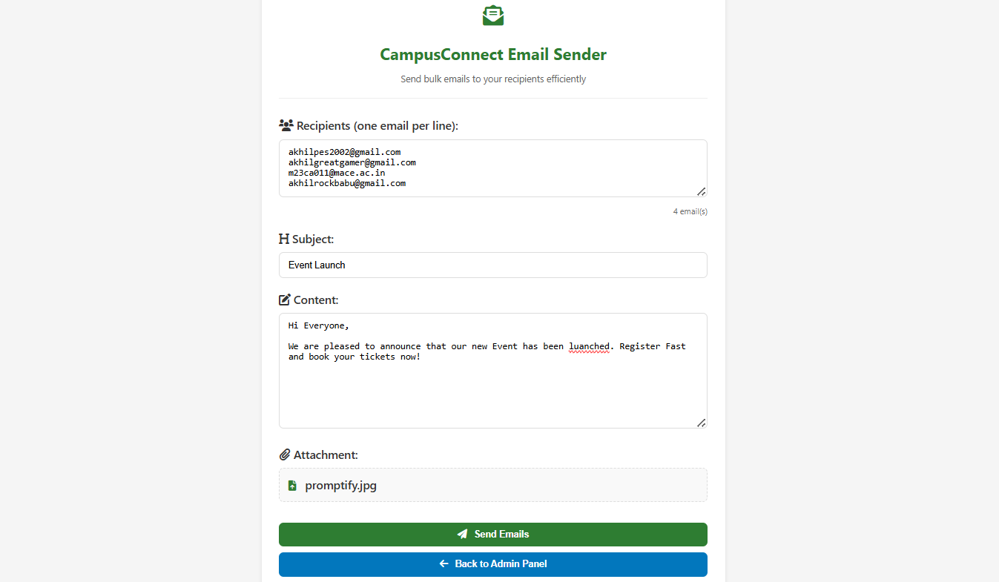 CampusConnect Email Sender
Send bulk emails to your recipients efficiently
Recipients (one email per line):
akhilpes2002@gmail.com
akhilgreatgamer@gmail.com
m23ca011@mace.ac.in
akhilrockbabu@gmail.com
4 email(s)
Subject:
Event Launch
Content:
Hi Everyone,
We are pleased to announce that our new Event has been luanched. Register Fast
and book your tickets now!
Attachment:
promptify.jpg
Send Emails
Back to Admin Panel